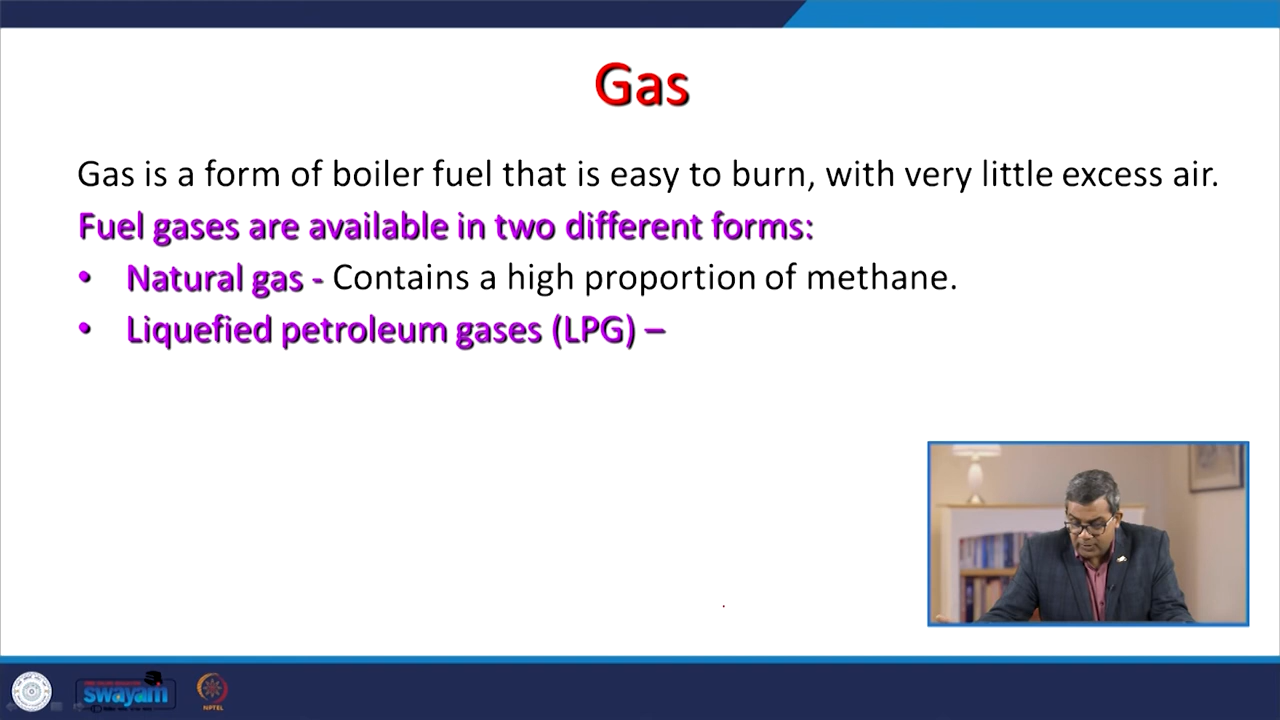 Gas
Gas is a form of boiler fuel that is easy to burn, with very little excess air.
Fuel gases are available in two different forms:
• Natural gas - Contains a high proportion of methane.
• Liquefied petroleum gases (LPG) –
swayam
NPTEL